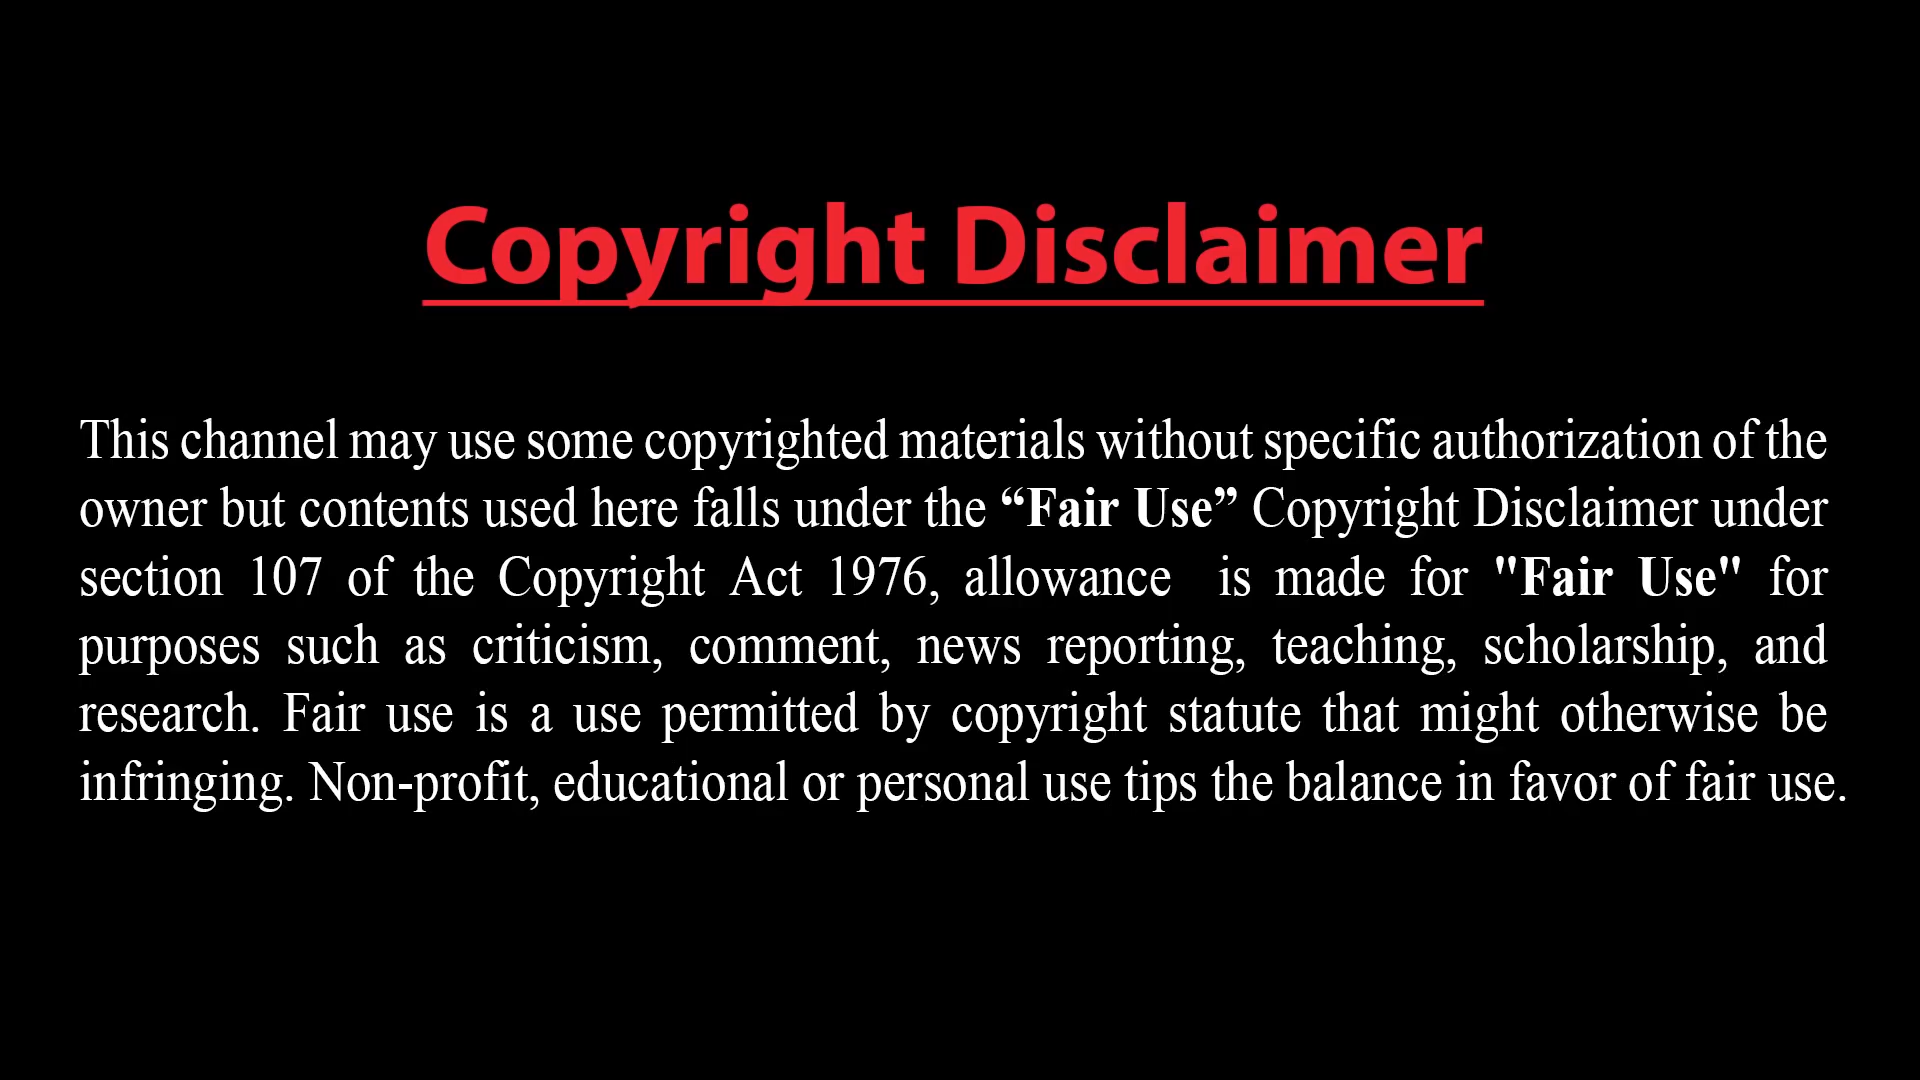 Copyright Disclaimer
This channel may use some copyrighted materials without specific authorization of the
owner but contents used here falls under the “Fair Use” Copyright Disclaimer under
section 107 of the Copyright Act 1976, allowance is made for "Fair Use" for
purposes such as criticism, comment, news reporting, teaching, scholarship, and
research. Fair use is a use permitted by copyright statute that might otherwise be
infringing. Non-profit, educational or personal use tips the balance in favor of fair use.